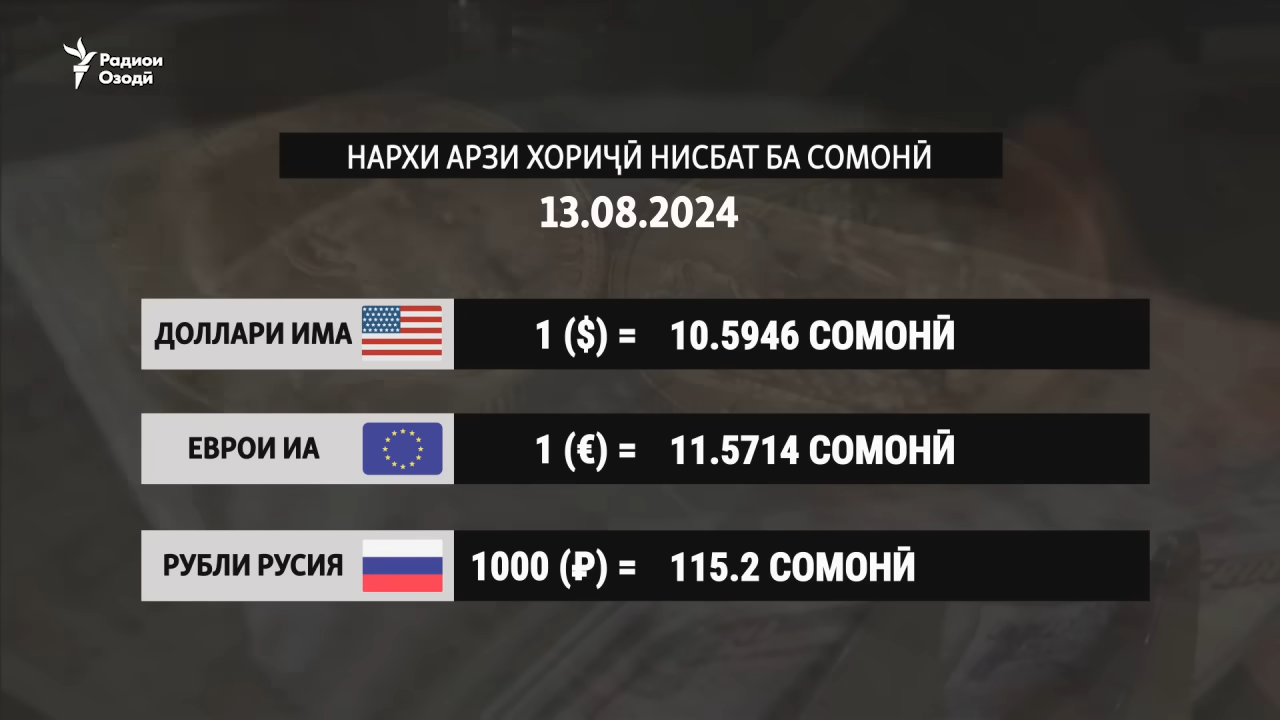 Радиои
Озодӣ
НАРХИ АРЗИ ХОРИҶӢ НИСБАТ БА СОМОНӢ
13.08.2024
ДОЛЛАРИ ИМА 1 ($) = 10.5946 СОМОНӢ
ЕВРОИ ИА 1 (€) = 11.5714 СОМОНӢ
РУБЛИ РУСИЯ 1000 (₽) = 115.2 СОМОНӢ